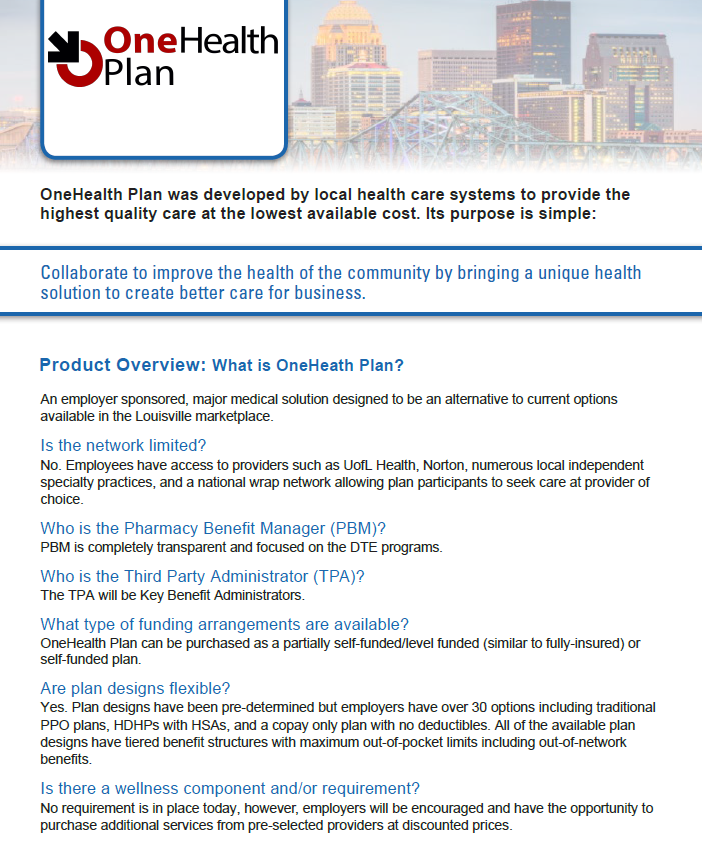 OneHealth
Plan
OneHealth Plan was developed by local health care systems to provide the
highest quality care at the lowest available cost. Its purpose is simple:
Collaborate to improve the health of the community by bringing a unique health
solution to create better care for business.
Product Overview: What is OneHeath Plan?
An employer sponsored, major medical solution designed to be an alternative to current options
available in the Louisville marketplace.
Is the network limited?
No. Employees have access to providers such as UofL Health, Norton, numerous local independent
specialty practices, and a national wrap network allowing plan participants to seek care at provider of
choice.
Who is the Pharmacy Benefit Manager (PBM)?
PBM is completely transparent and focused on the DTE programs.
Who is the Third Party Administrator (TPA)?
The TPA will be Key Benefit Administrators.
What type of funding arrangements are available?
OneHealth Plan can be purchased as a partially self-funded/level funded (similar to fully-insured) or
self-funded plan.
Are plan designs flexible?
Yes. Plan designs have been pre-determined but employers have over 30 options including traditional
PPO plans, HDHPs with HSAs, and a copay only plan with no deductibles. All of the available plan
designs have tiered benefit structures with maximum out-of-pocket limits including out-of-network
benefits.
Is there a wellness component and/or requirement?
No requirement is in place today, however, employers will be encouraged and have the opportunity to
purchase additional services from pre-selected providers at discounted prices.